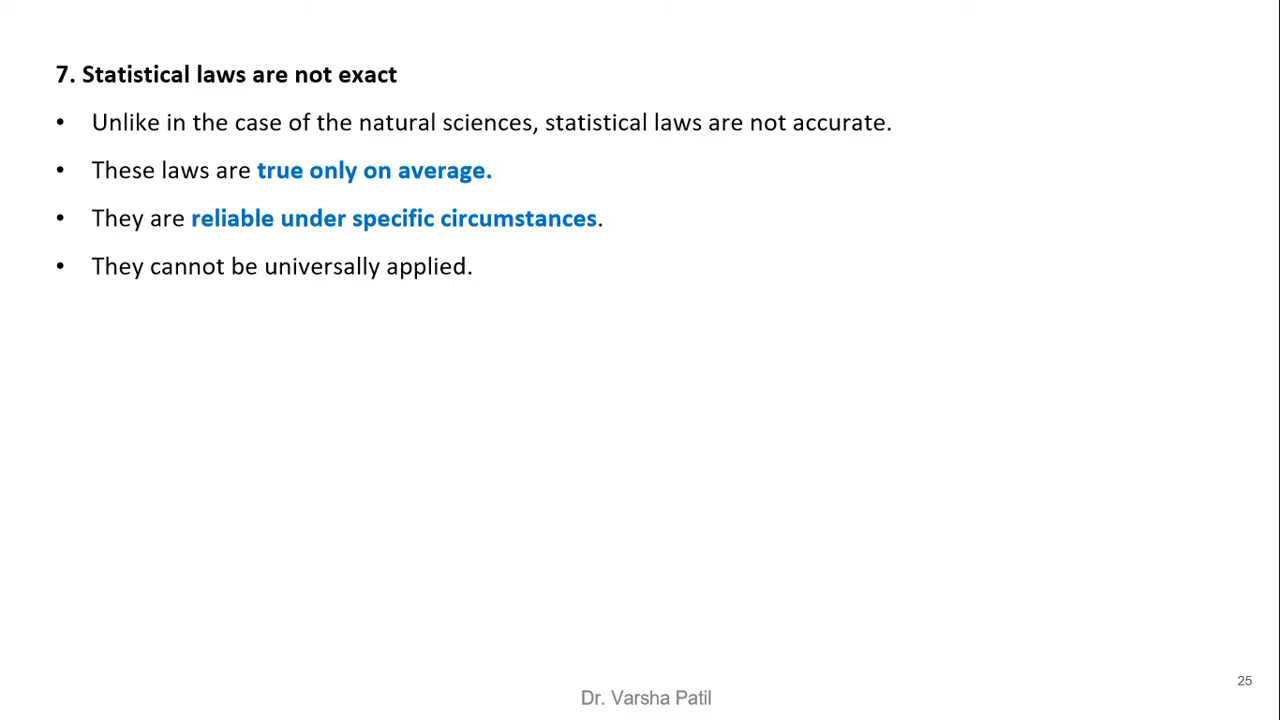 7. Statistical laws are not exact
• Unlike in the case of the natural sciences, statistical laws are not accurate.
• These laws are true only on average.
• They are reliable under specific circumstances.
• They cannot be universally applied.
25
Dr. Varsha Patil